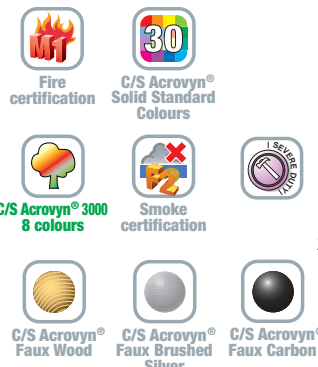 M1
30
Fire
certification
C/S Acrovyn®
Solid Standard
Colours
F2
I SEVERE DUTY!
C/S Acrovyn® 3000
8 colours
Smoke
certification
C/S Acrovyn®
Faux Wood
C/S Acrovyn®
Faux Brushed
Silver
C/S Acrovyn®
Faux Carbon